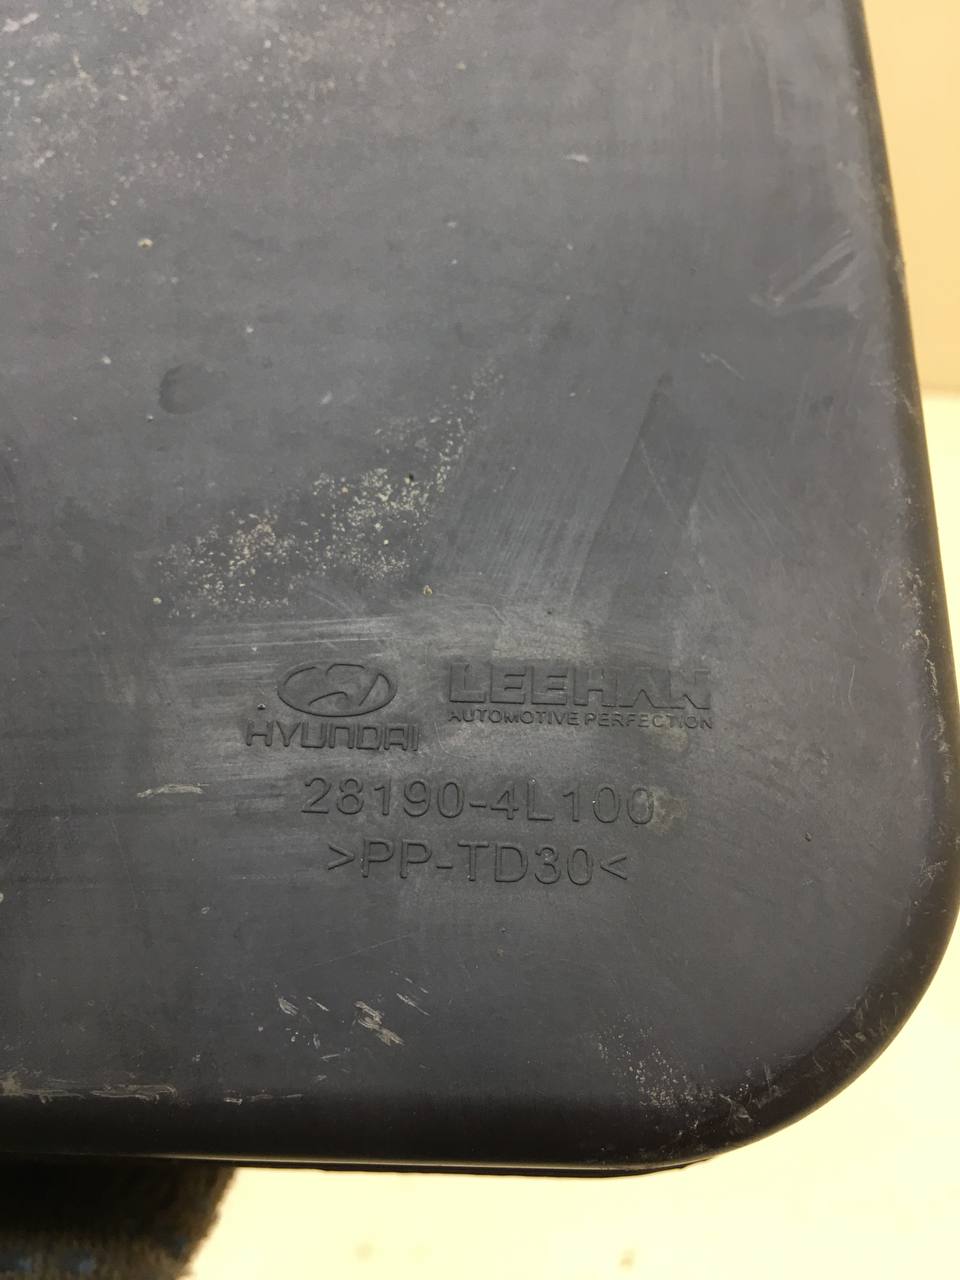 HYUNDAI
LEEHAN
AUTOMOTIVE PERFECTION
28190-4L100
>PP-TD30<